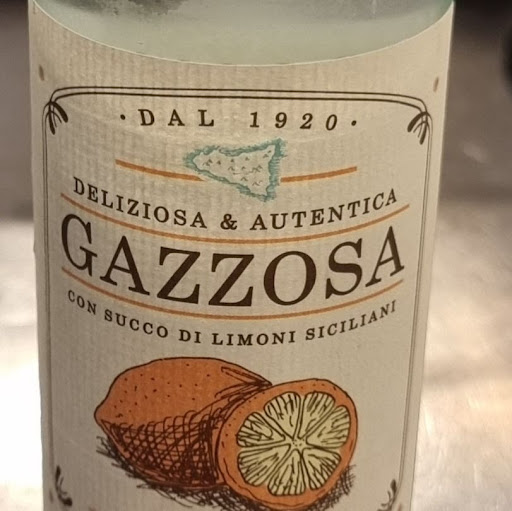 ·DAL 1920·
DELIZIOSA & AUTENTICA
GAZZOSA
CON SUCCO DI LIMONI SICILIANI